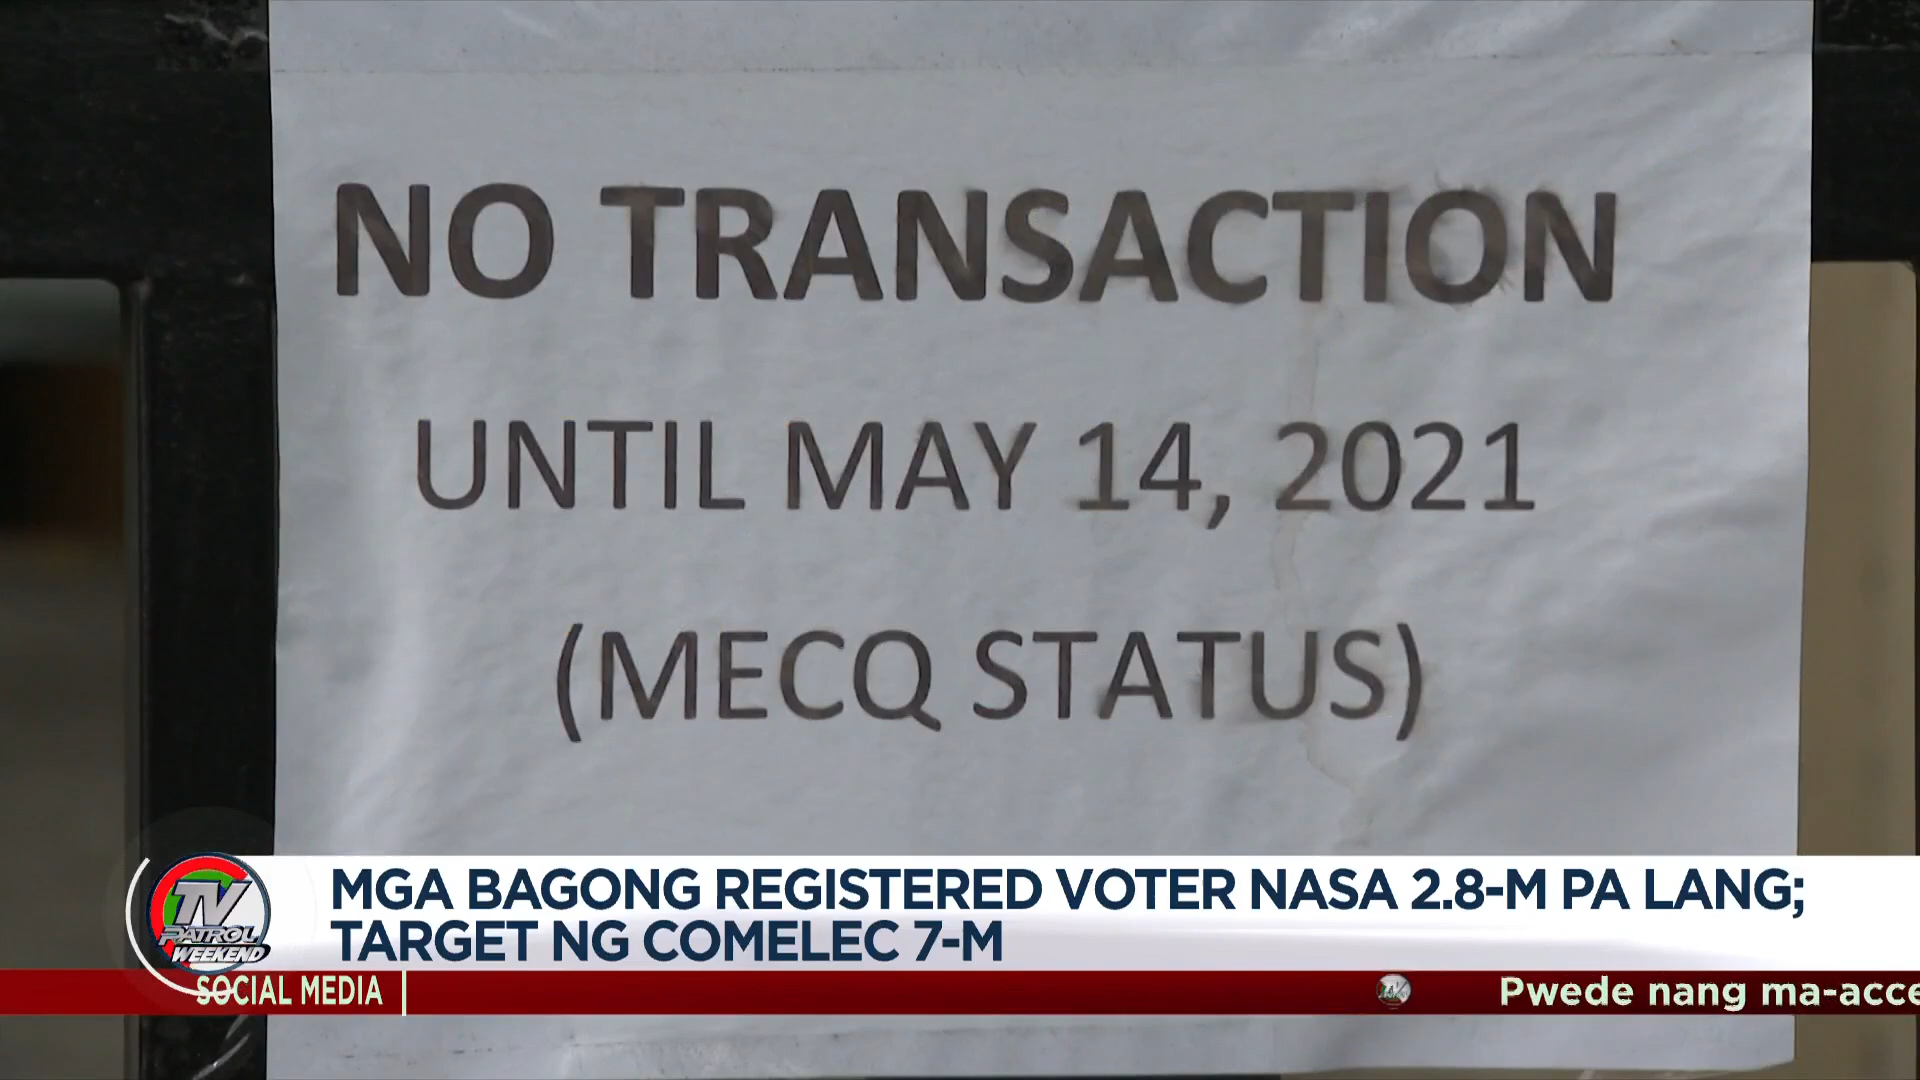 NO TRANSACTION
UNTIL MAY 14, 2021
(MECQ STATUS)
MGA BAGONG REGISTERED VOTER NASA 2.8-M PA LANG;
TARGET NG COMELEC 7-M
TV
PATROL
WEEKEND
SOCIAL MEDIA
Pwede nang ma-acce